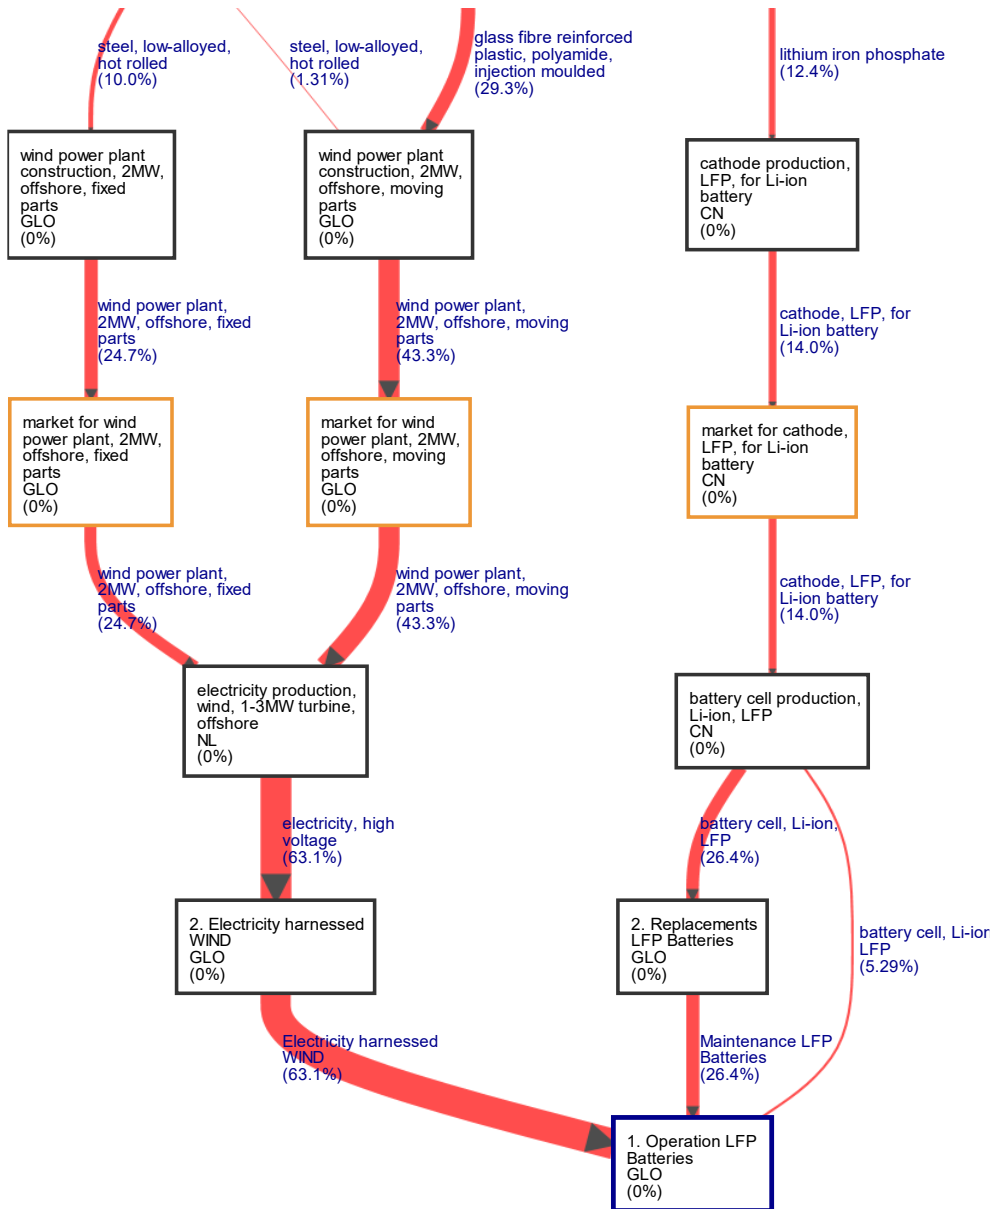 steel, low-alloyed,
hot rolled
(10.0%)
steel, low-alloyed,
hot rolled
(1.31%)
glass fibre reinforced
plastic, polyamide,
injection moulded
(29.3%)
lithium iron phosphate
(12.4%)
wind power plant
construction, 2MW,
offshore, fixed
parts
GLO
(0%)
wind power plant
construction, 2MW,
offshore, moving
parts
GLO
(0%)
cathode production,
LFP, for Li-ion
battery
CN
(0%)
wind power plant,
2MW, offshore, fixed
parts
(24.7%)
wind power plant,
2MW, offshore, moving
parts
(43.3%)
cathode, LFP, for
Li-ion battery
(14.0%)
market for wind
power plant, 2MW,
offshore, fixed
parts
GLO
(0%)
market for wind
power plant, 2MW,
offshore, moving
parts
GLO
(0%)
market for cathode,
LFP, for Li-ion
battery
CN
(0%)
wind power plant,
2MW, offshore, fixed
parts
(24.7%)
wind power plant,
2MW, offshore, moving
parts
(43.3%)
cathode, LFP, for
Li-ion battery
(14.0%)
electricity production,
wind, 1-3MW turbine,
offshore
NL
(0%)
battery cell production,
Li-ion, LFP
CN
(0%)
electricity, high
voltage
(63.1%)
battery cell, Li-ion,
LFP
(26.4%)
2. Electricity harnessed
WIND
GLO
(0%)
2. Replacements
LFP Batteries
GLO
(0%)
battery cell, Li-ion
LFP
(5.29%)
Electricity harnessed
WIND
(63.1%)
Maintenance LFP
Batteries
(26.4%)
1. Operation LFP
Batteries
GLO
(0%)